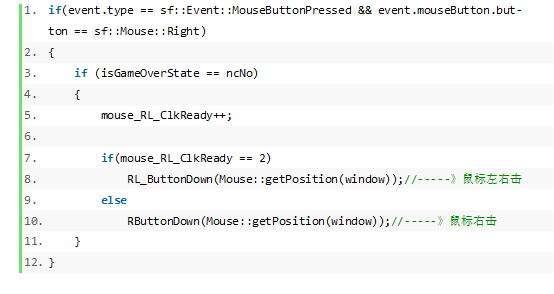 1. if(event.type == sf::Event::MouseButtonPressed && event.mouseButton.but-
ton == sf::Mouse::Right)
2. {
3. if (isGameOverState == ncNo)
4. {
5. mouse_RL_ClkReady++;
6.
7. if(mouse_RL_ClkReady == 2)
8. RL_ButtonDown(Mouse::getPosition(window));//-----》鼠标左右击
9. else
10. RButtonDown(Mouse::getPosition(window));//-----》鼠标右击
11. }
12. }